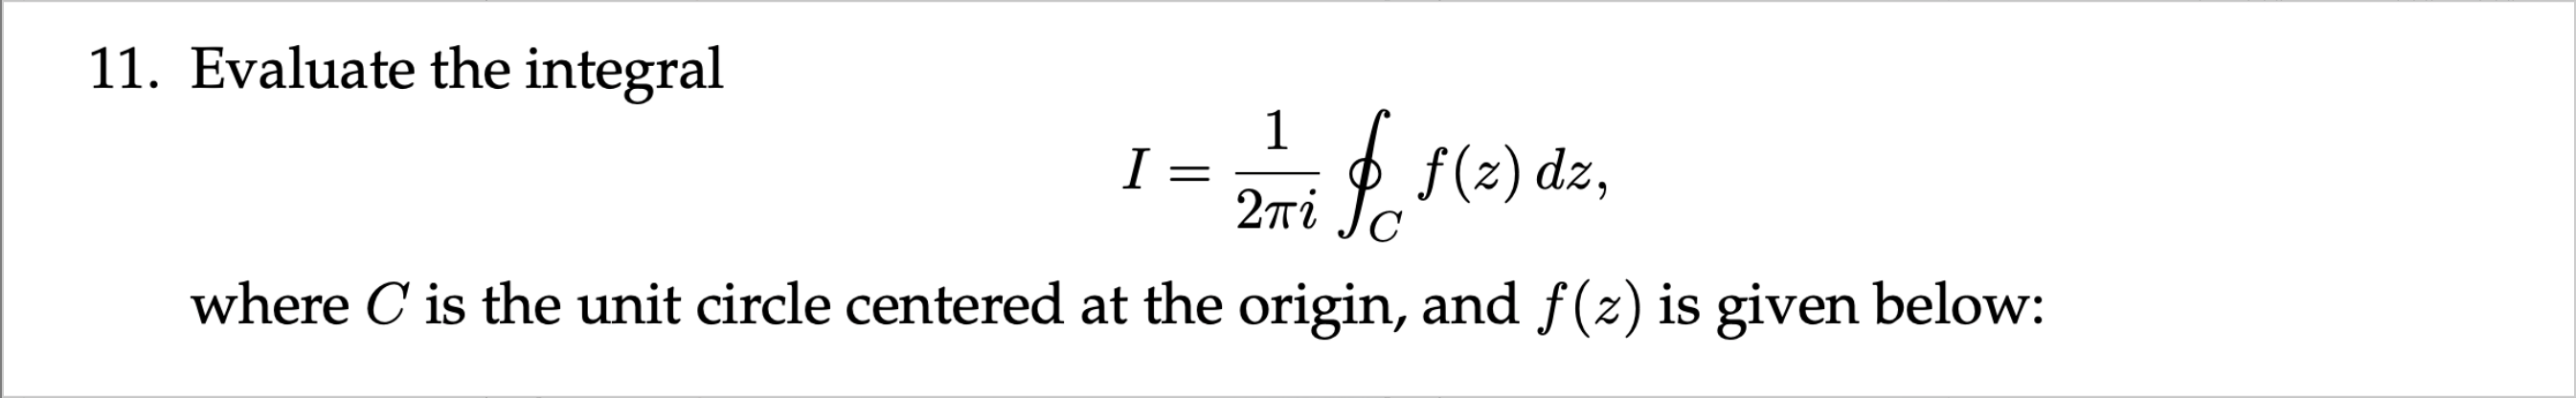 11. Evaluate the integral
I = \frac{1}{2\pi i} \oint_C f(z) dz,
where C is the unit circle centered at the origin, and f(z) is given below: